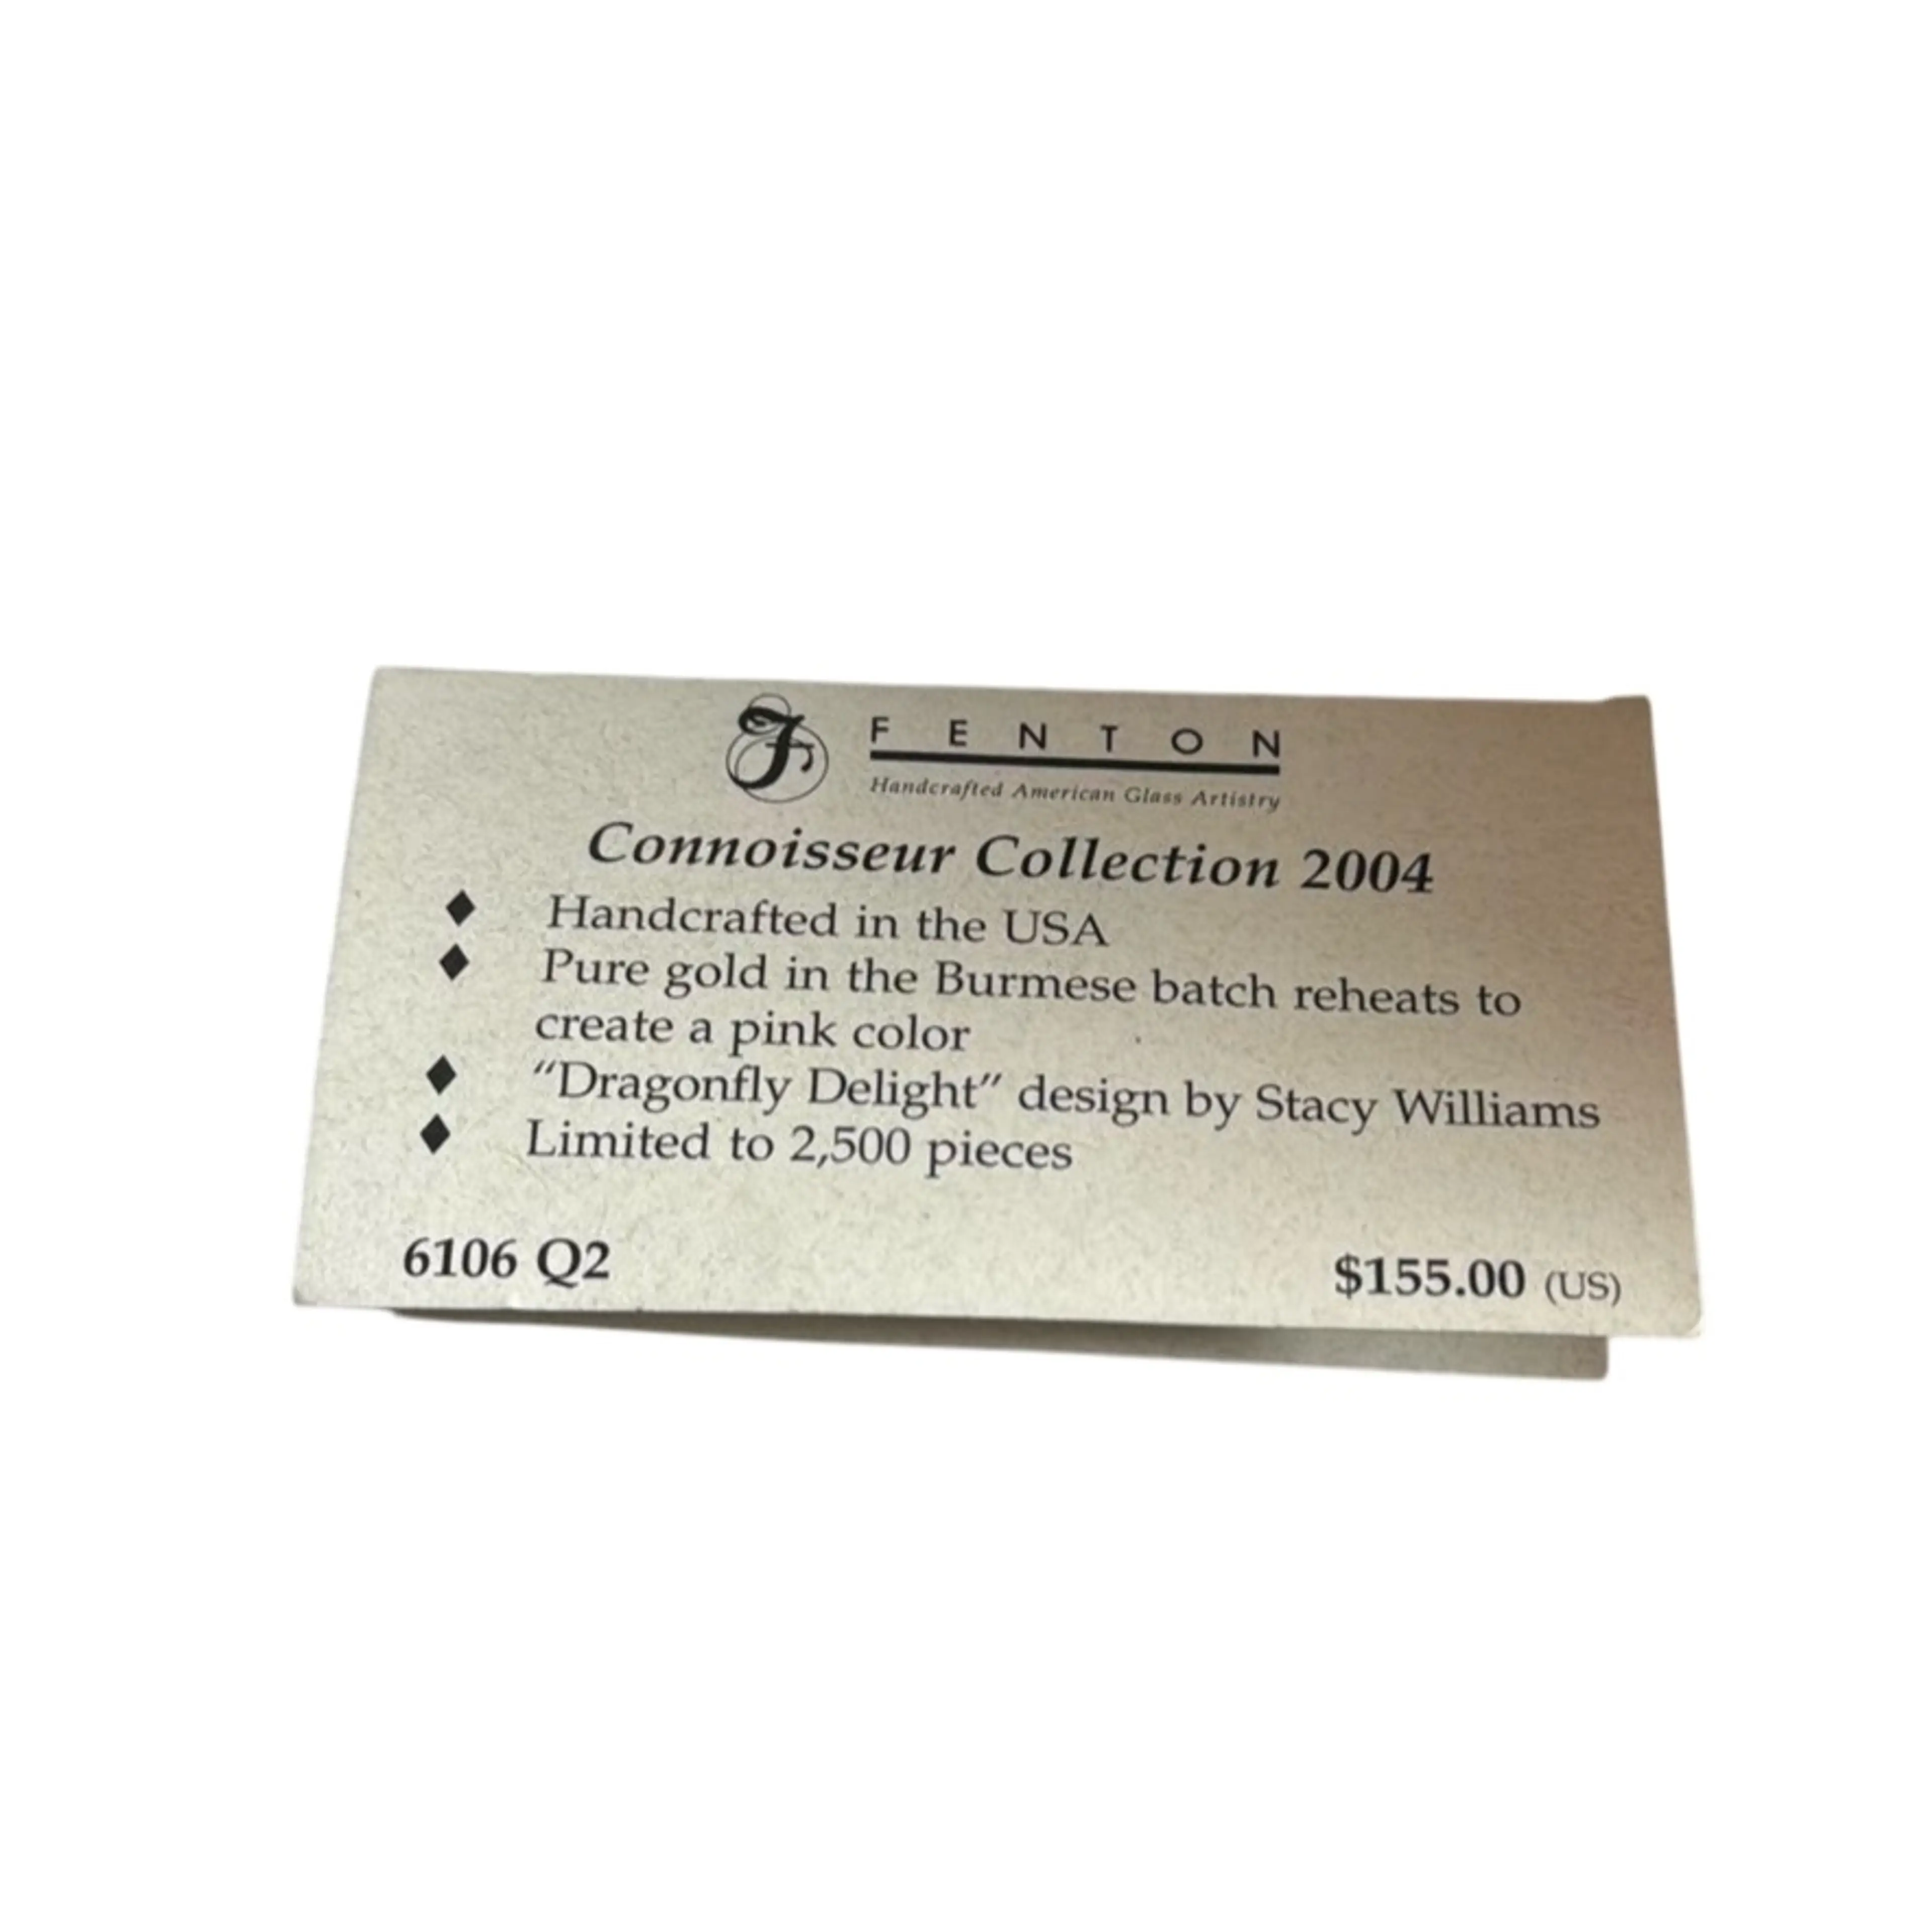 F FENTON
Handcrafted American Glass Artistry
Connoisseur Collection 2004
♦ Handcrafted in the USA
♦ Pure gold in the Burmese batch reheats to
create a pink color
♦ “Dragonfly Delight” design by Stacy Williams
♦ Limited to 2,500 pieces
6106 Q2 $155.00 (US)